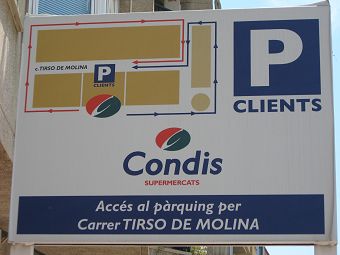 c. TIRSO DE MOLINA
P
CLIENTS
P
CLIENTS
Condis
SUPERMERCATS
Accés al pàrquing per
Carrer TIRSO DE MOLINA